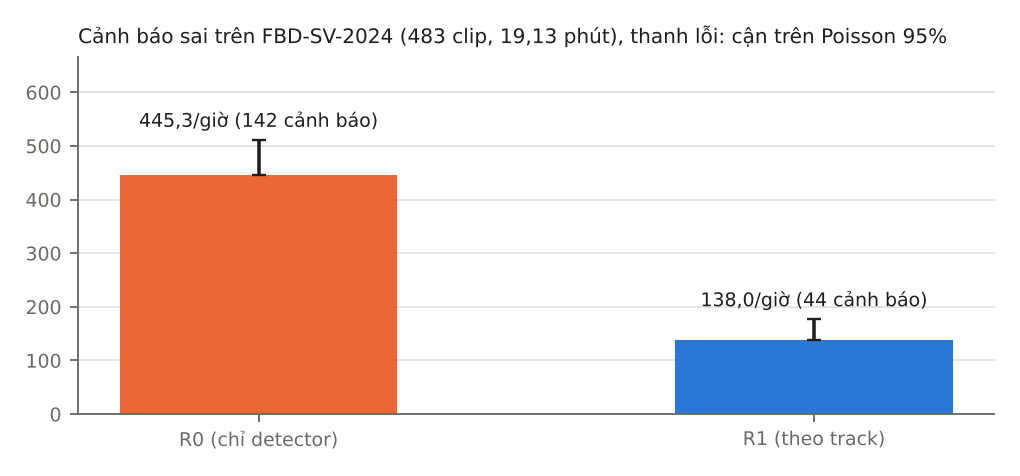 Cảnh báo sai trên FBD-SV-2024 (483 clip, 19,13 phút), thanh lỗi: cận trên Poisson 95%
600
500
400
300
200
100
0
445,3/giờ (142 cảnh báo)
138,0/giờ (44 cảnh báo)
R0 (chỉ detector)
R1 (theo track)